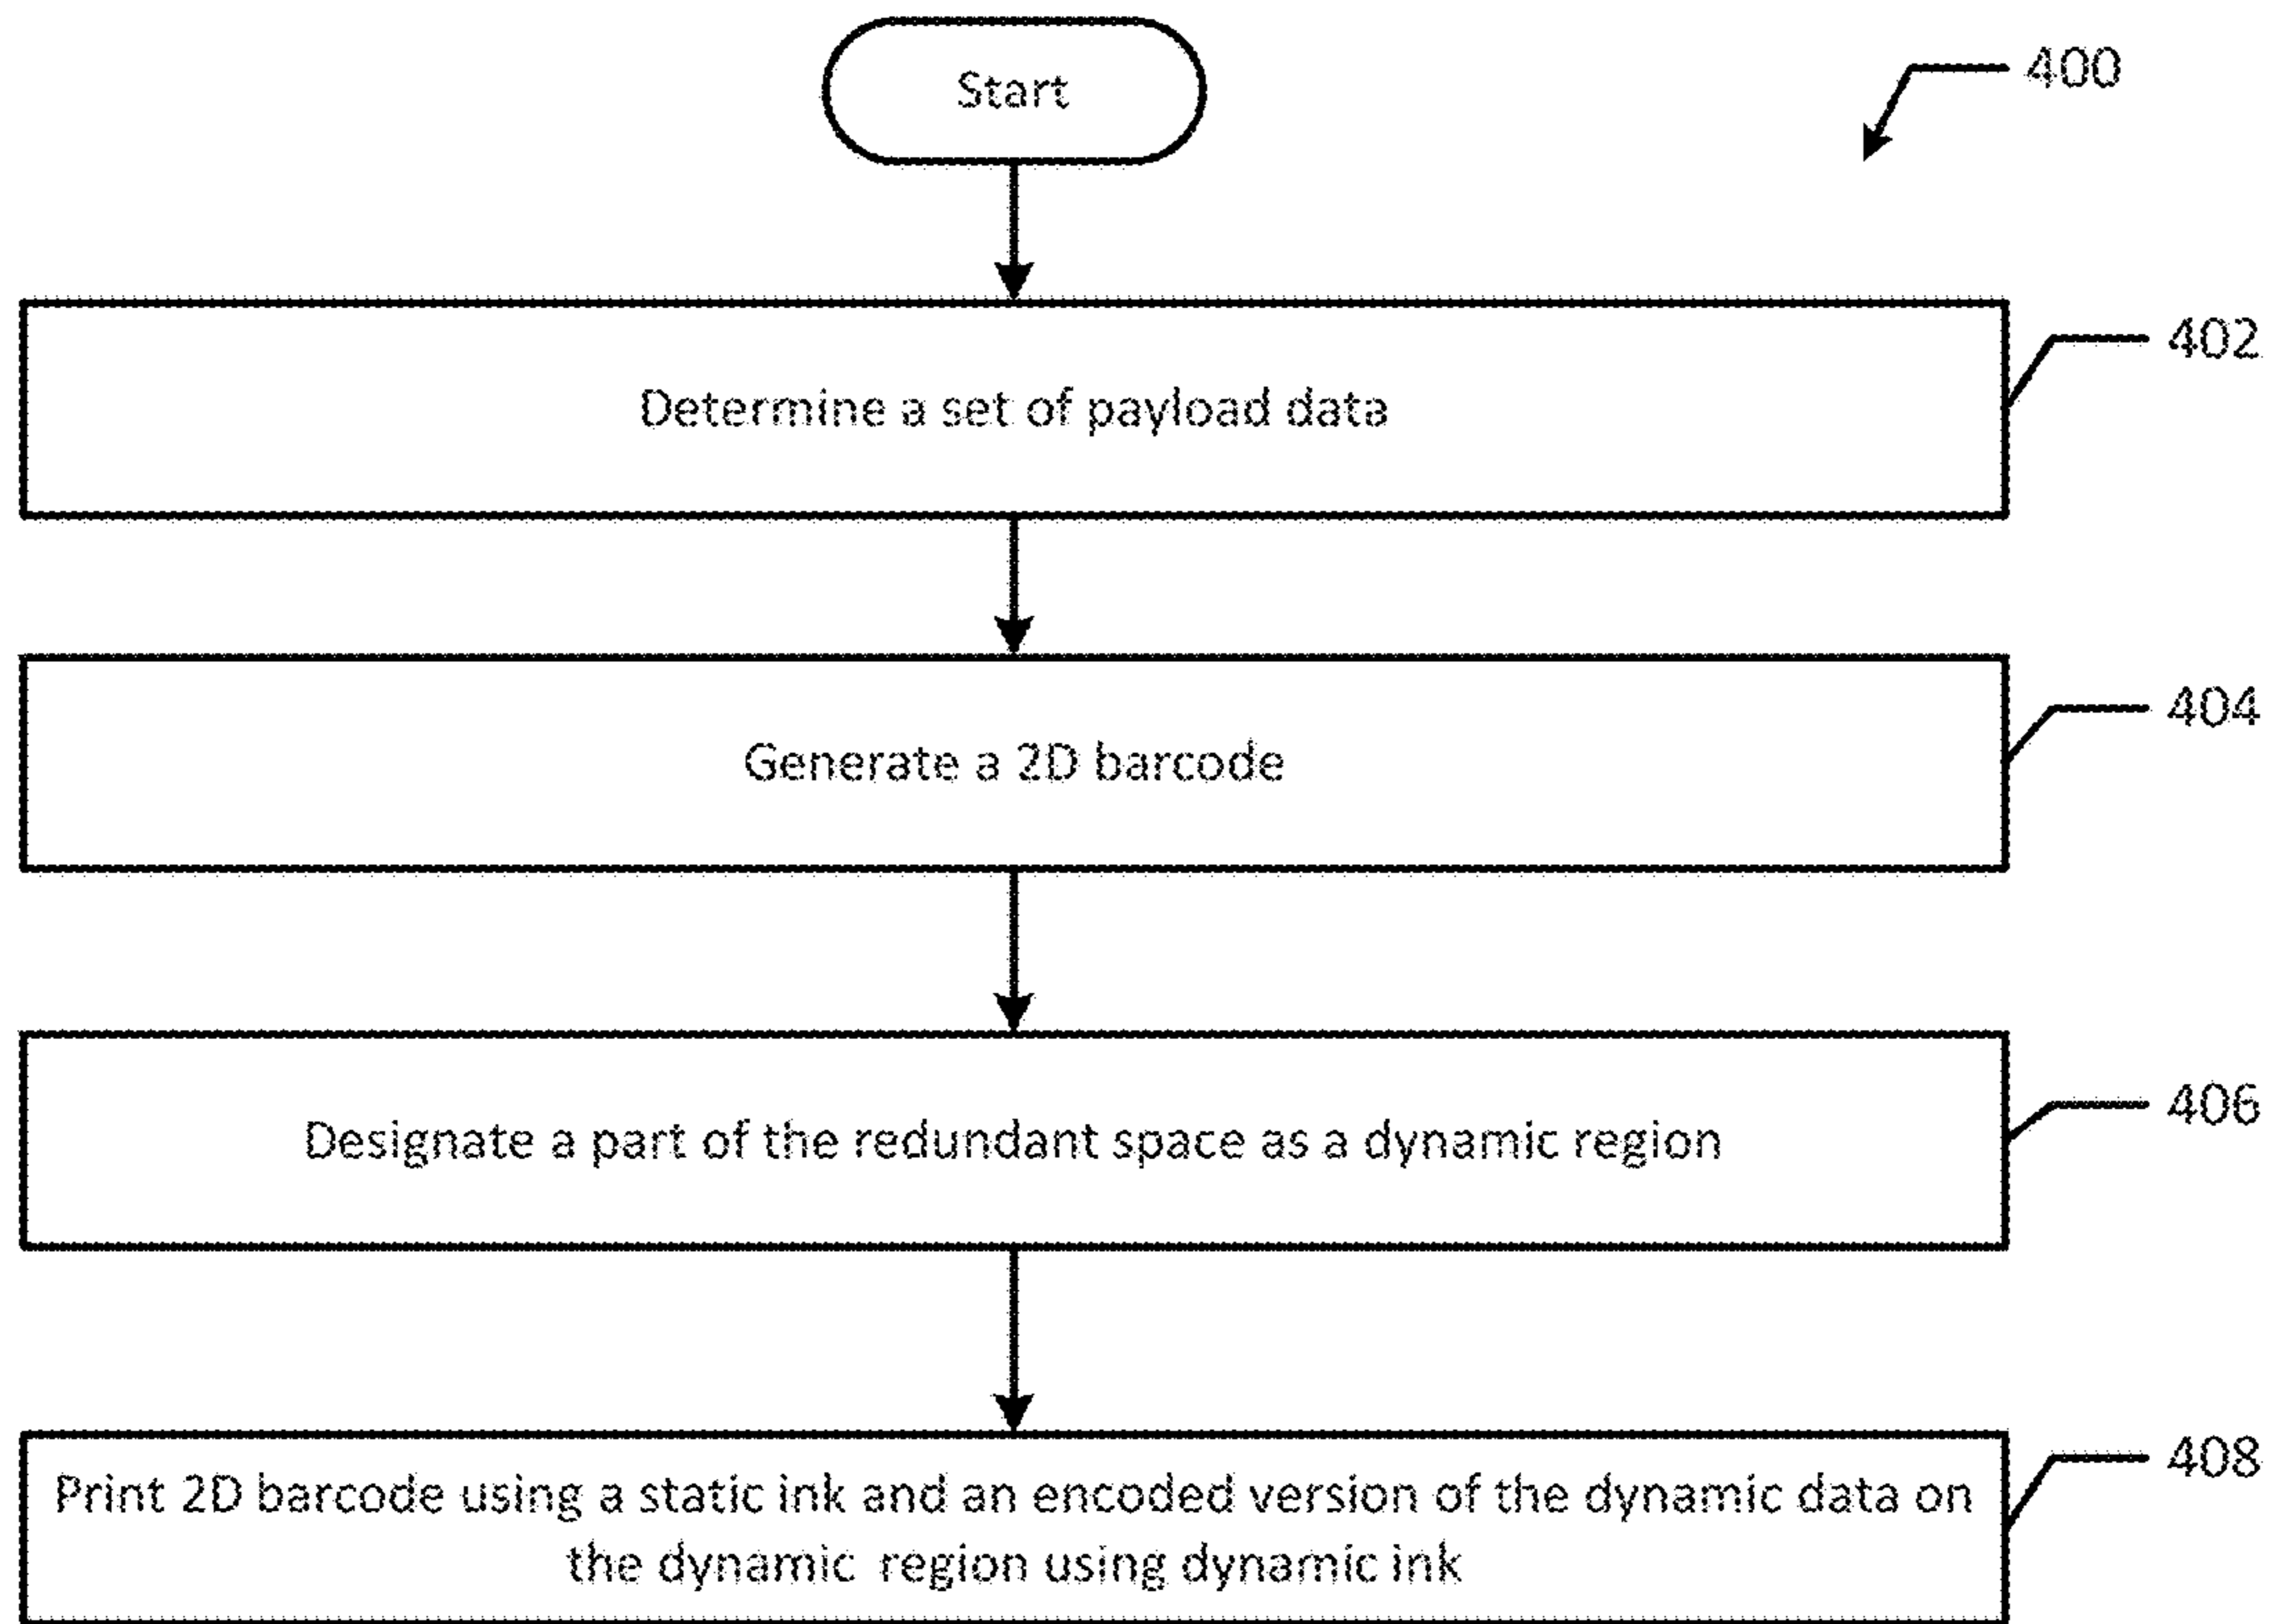 Start
400
402
Determine a set of payload data
404
Generate a 2D barcode
406
Designate a part of the redundant space as a dynamic region
408
Print 2D barcode using a static ink and an encoded version of the dynamic data on
the dynamic region using dynamic ink